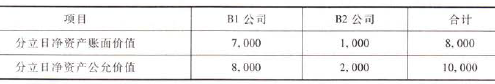 项目 B1公司 B2公司 合计
分立日净资产账面价值 7,000 1,000 8,000
分立日净资产公允价值 8,000 2,000 10,000